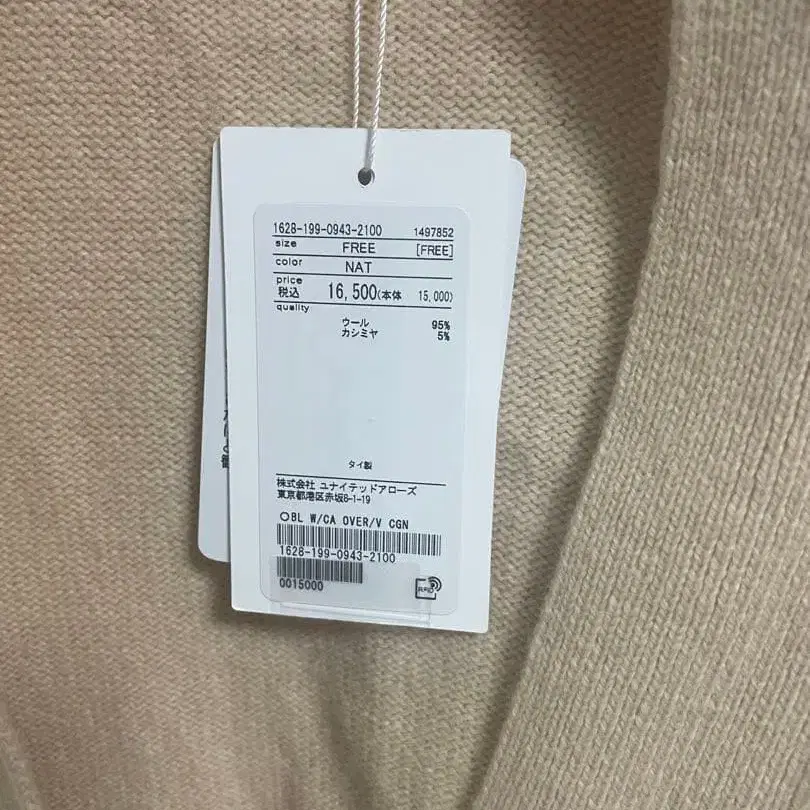 1628-199-0943-2100 1497852
size FREE [FREE]
color NAT
price
税込 16,500(本体 15,000)
quality
ウール 95%
カシミヤ 5%
タイ製
株式会社 ユナイテッドアローズ
東京都港区赤坂8-1-19
○BL W/CA OVER/V CGN
1628-199-0943-2100
0015000
RFID